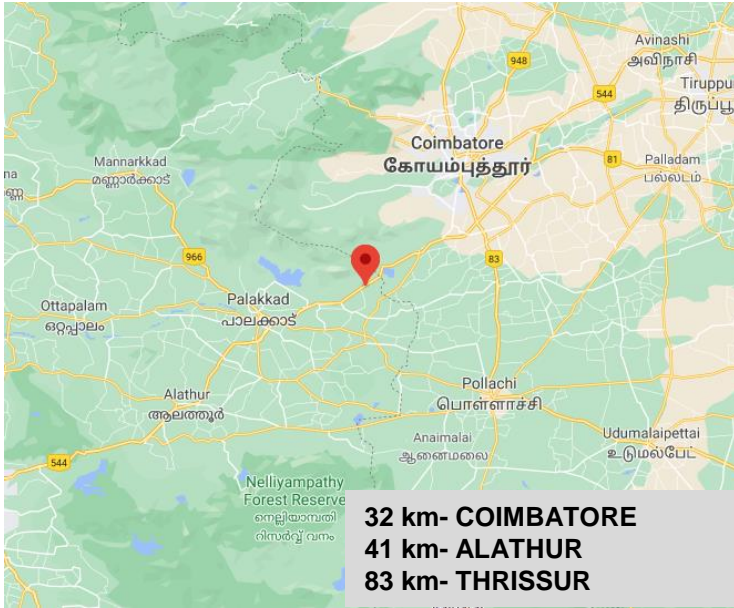 Avinashi
அவிநாசி
948
Tiruppu
திருப்பூ
544
Coimbatore
கோயம்புத்தூர்
81
Palladam
பல்லடம்
Mannarkkad
മണ്ണാർക്കാട്
na
ണ്ണ
966
83
Ottapalam
ഒറ്റപ്പാലം
Palakkad
പാലക്കാട്
Alathur
ആലത്തൂർ
Pollachi
பொள்ளாச்சி
Anaimalai
ஆனைமலை
Udumalaipettai
உடுமல்பேட்
544
Nelliyampathy
Forest Reserve
നെല്ലിയാമ്പതി
റിസർവ്വ് വനം
32 km- COIMBATORE
41 km- ALATHUR
83 km- THRISSUR